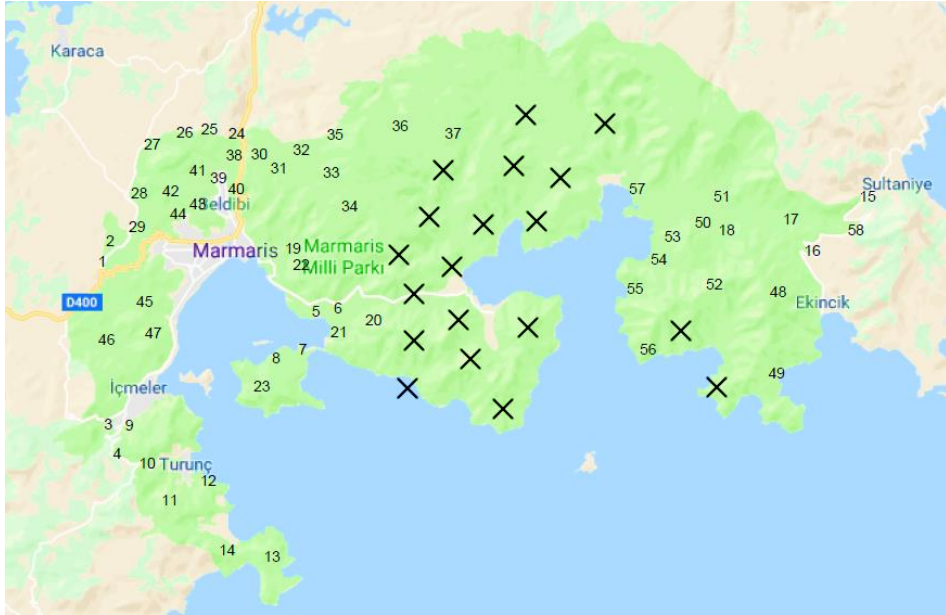 Karaca
26 25 24
27
35 36 37
38 30 32
41 39 31 33
28 42 40
43
Beldibi
44
34
29
2
1
Marmaris
19
22
Marmaris
Milli Parkı
57 51
Sultaniye
15
50 18 17
53
58
16
54
D400
45
46 47
5 6
21 20
55 52 48
Ekincik
7
8
23
56
49
İçmeler
3 9
4
10
Turunç
12
11
14 13